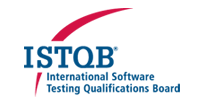 ISTQB®
International Software
Testing Qualifications Board